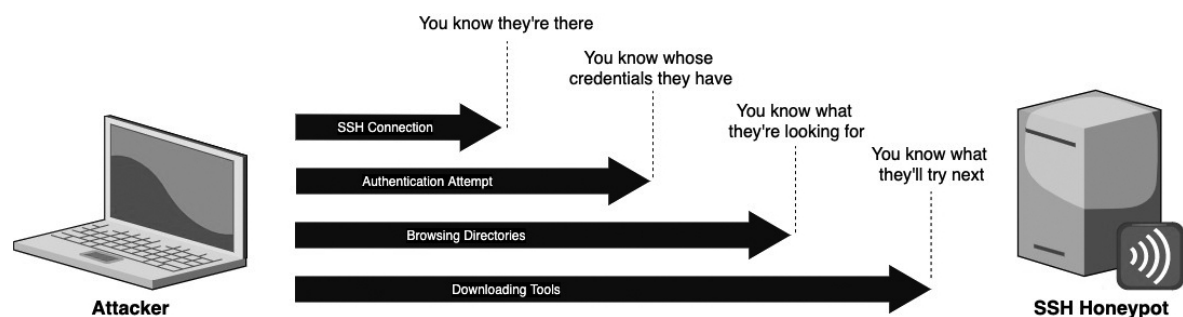 You know they're there
You know whose
credentials they have
You know what
they're looking for
You know what
they'll try next
SSH Connection
Authentication Attempt
Browsing Directories
Downloading Tools
Attacker
SSH Honeypot